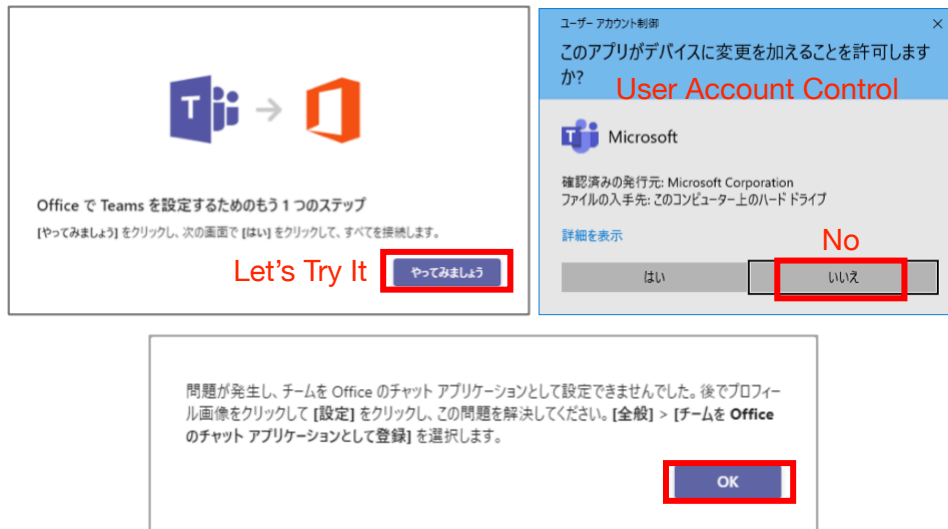 Office で Teams を設定するためのもう 1 つのステップ
[やってみましょう] をクリックし、次の画面で [はい] をクリックして、すべてを接続します。
Let's Try It
やってみましょう
ユーザー アカウント制御
このアプリがデバイスに変更を加えることを許可します
か?
User Account Control
Microsoft
確認済みの発行元: Microsoft Corporation
ファイルの入手先: このコンピューター上のハード ドライブ
詳細を表示
No
はい
いいえ
問題が発生し、チームを Office のチャット アプリケーションとして設定できませんでした。後でプロフィー
ル画像をクリックして [設定] をクリックし、この問題を解決してください。[全般] > [チームを Office
のチャット アプリケーションとして登録] を選択します。
OK